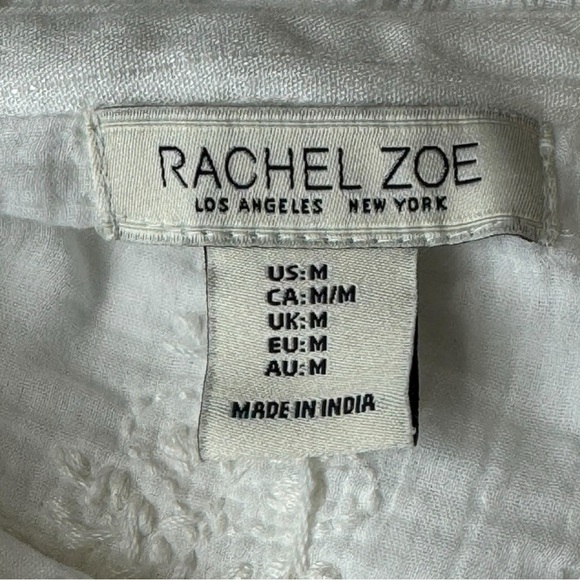 RACHEL ZOE
LOS ANGELES NEW YORK
US:M
CA:M/M
UK:M
EU:M
AU:M
MADE IN INDIA